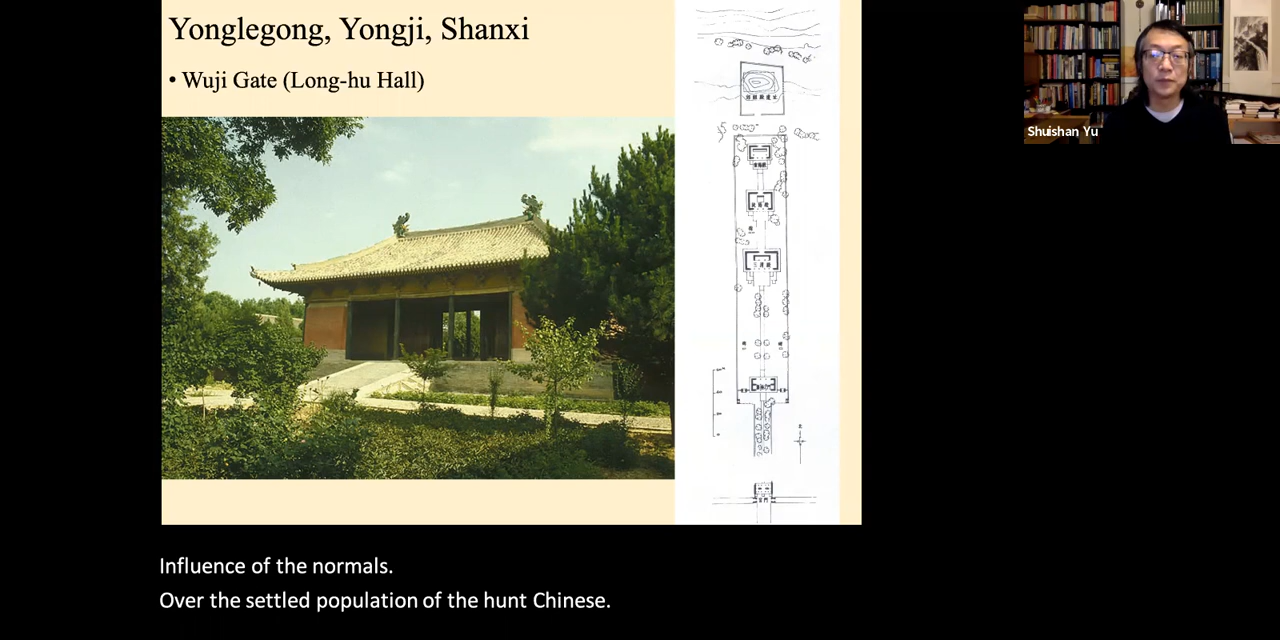 Yonglegong, Yongji, Shanxi
• Wuji Gate (Long-hu Hall)
Shuishan Yu
Influence of the normals.
Over the settled population of the hunt Chinese.